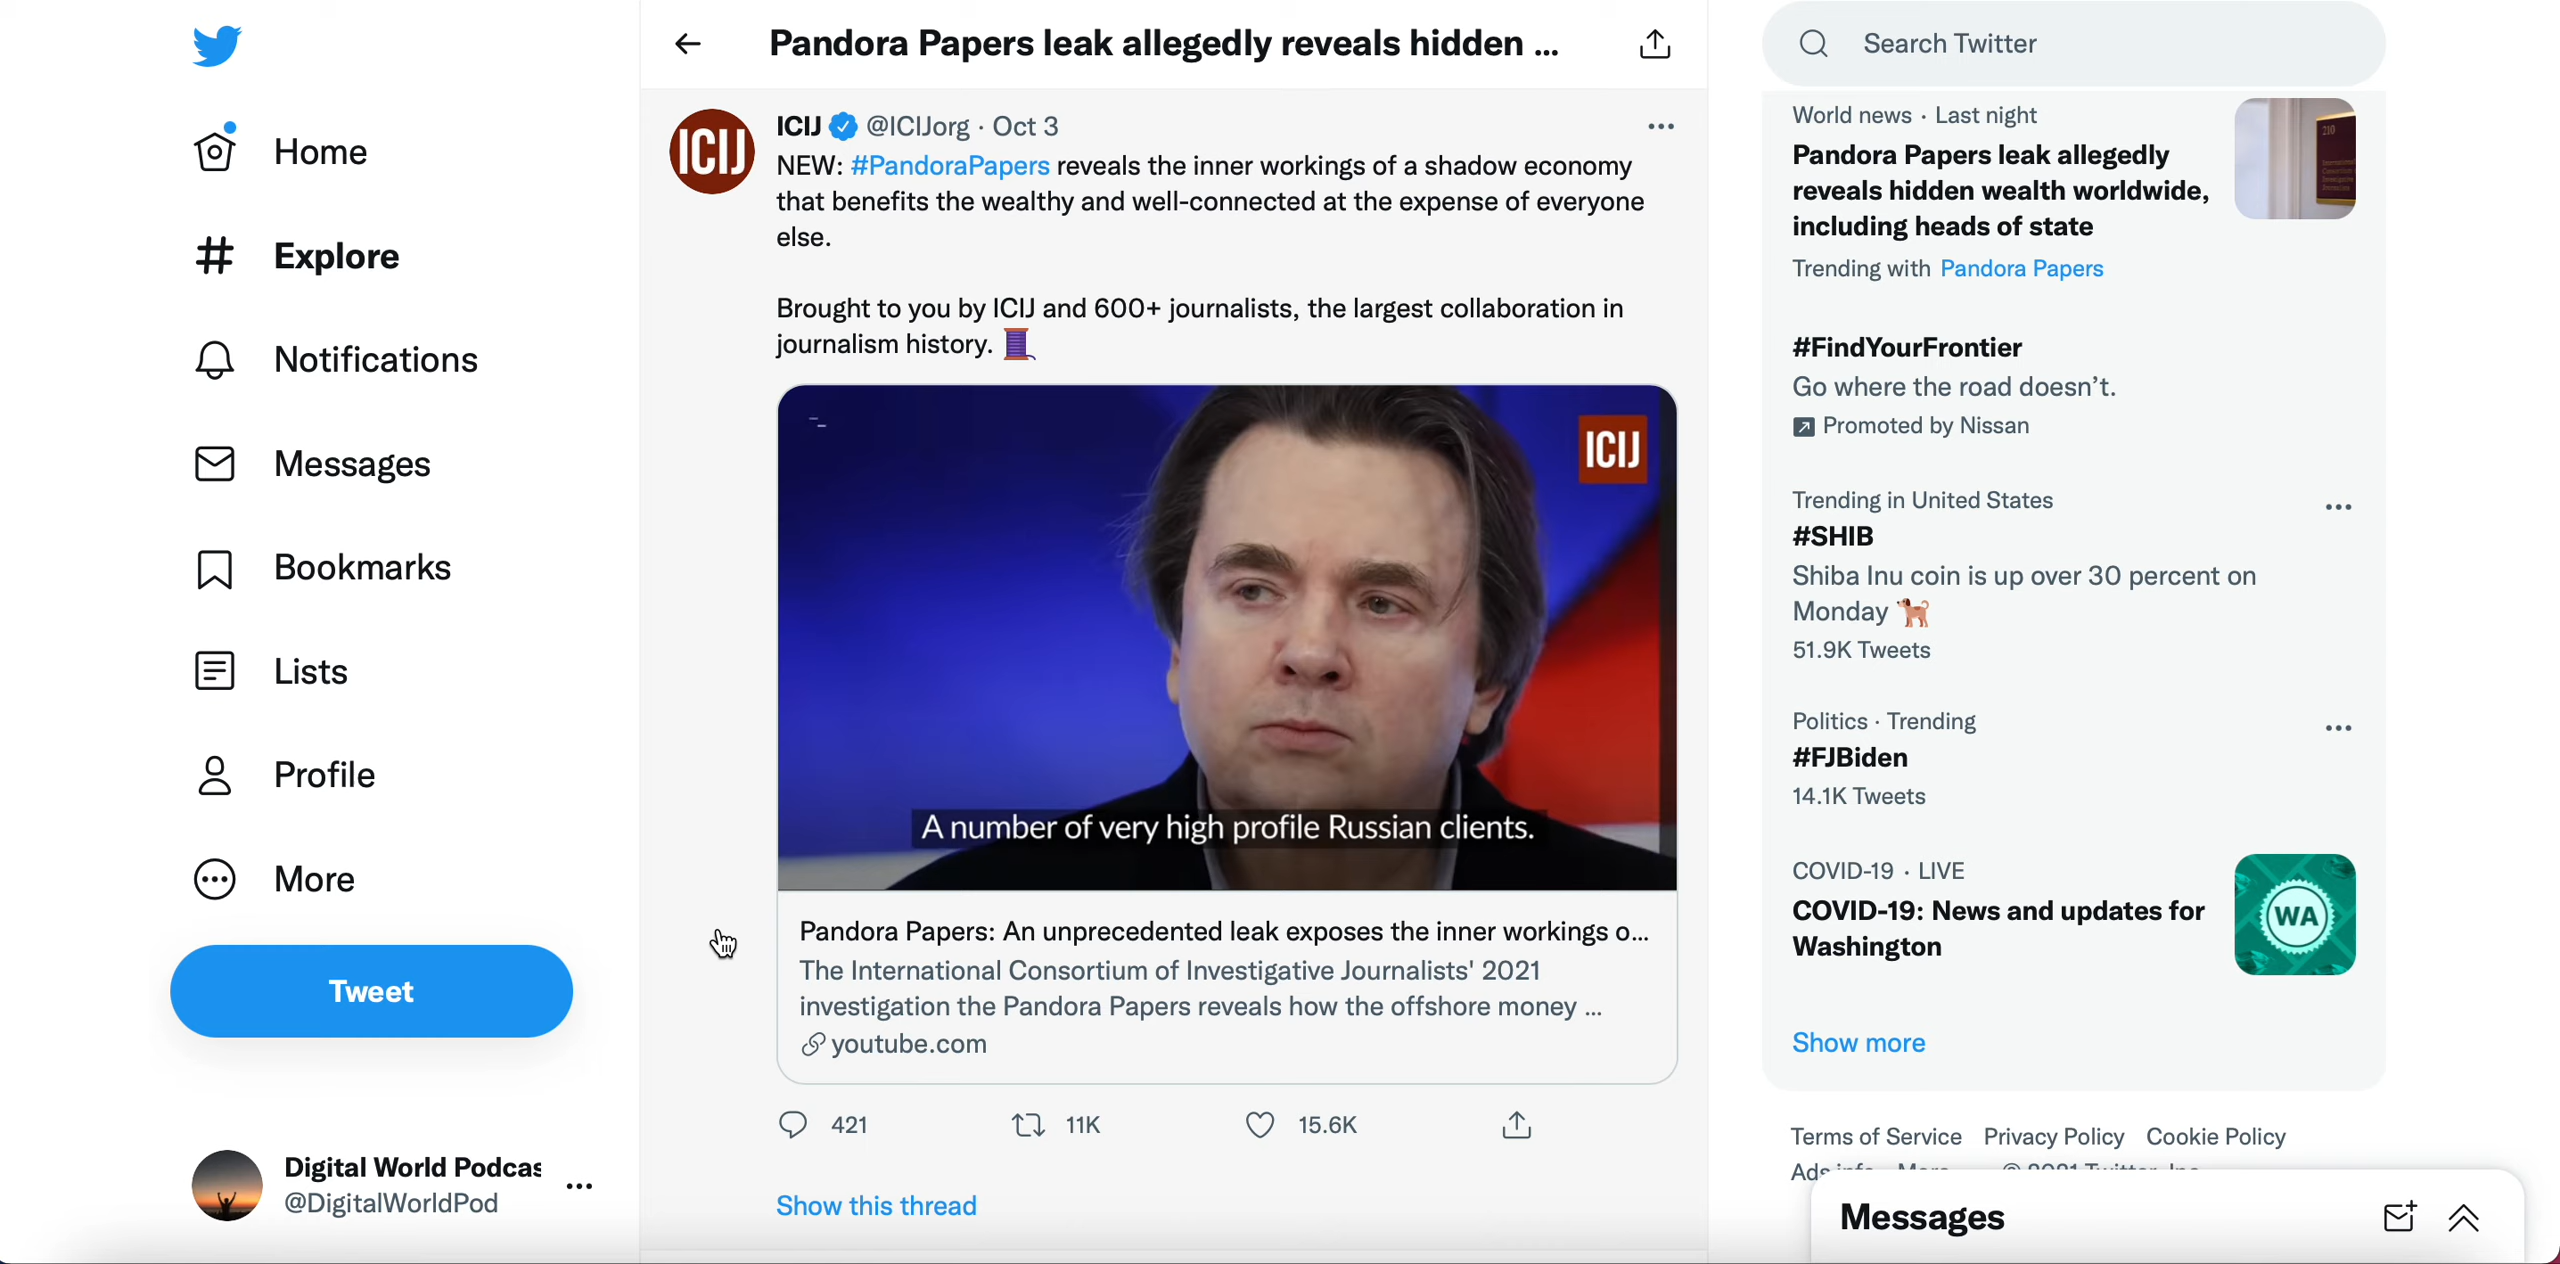 Home
Explore
Notifications
Messages
Bookmarks
Lists
Profile
More
Tweet
Digital World Podcas
@DigitalWorldPod
Pandora Papers leak allegedly reveals hidden ...
ICIJ
ICIJ @ICIJorg · Oct 3
NEW: #PandoraPapers reveals the inner workings of a shadow economy
that benefits the wealthy and well-connected at the expense of everyone
else.
Brought to you by ICIJ and 600+ journalists, the largest collaboration in
journalism history.
ICIJ
A number of very high profile Russian clients.
Pandora Papers: An unprecedented leak exposes the inner workings o...
The International Consortium of Investigative Journalists' 2021
investigation the Pandora Papers reveals how the offshore money ...
youtube.com
421
11K
15.6K
Show this thread
Search Twitter
World news · Last night
Pandora Papers leak allegedly
reveals hidden wealth worldwide,
including heads of state
210
Trending with Pandora Papers
#FindYourFrontier
Go where the road doesn't.
Promoted by Nissan
Trending in United States
#SHIB
Shiba Inu coin is up over 30 percent on
Monday
51.9K Tweets
Politics · Trending
#FJBiden
14.1K Tweets
COVID-19 · LIVE
COVID-19: News and updates for
Washington
WA
Show more
Terms of Service Privacy Policy Cookie Policy
Ads info More © 2021 Twitter, Inc.
Messages